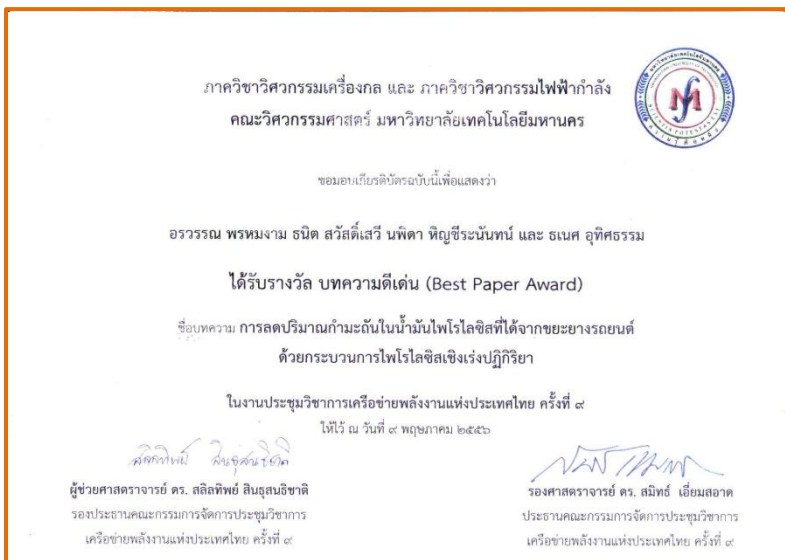 ภาควิชาวิศวกรรมเครื่องกล และ ภาควิชาวิศวกรรมไฟฟ้ากำลัง
คณะวิศวกรรมศาสตร์ มหาวิทยาลัยเทคโนโลยีมหานคร
ขอมอบเกียรติบัตรฉบับนี้เพื่อแสดงว่า
อรวรรณ พรหมงาม ธนิต สวัสดิ์เสวี นพิดา หิญชีระนันทน์ และ ธเนศ อุทิศธรรม
ได้รับรางวัล บทความดีเด่น (Best Paper Award)
ชื่อบทความ การลดปริมาณกำมะถันในน้ำมันไพโรไลซิสที่ได้จากขยะยางรถยนต์
ด้วยกระบวนการไพโรไลซิสเชิงเร่งปฏิกิริยา
ในงานประชุมวิชาการเครือข่ายพลังงานแห่งประเทศไทย ครั้งที่ ๙
ให้ไว้ ณ วันที่ ๙ พฤษภาคม ๒๕๕๖
ผู้ช่วยศาสตราจารย์ ดร. สลิลทิพย์ สินธุสนธิชาติ
รองประธานคณะกรรมการจัดการประชุมวิชาการ
เครือข่ายพลังงานแห่งประเทศไทย ครั้งที่ ๙
รองศาสตราจารย์ ดร. สมิทธ์ เอี่ยมสอาด
ประธานคณะกรรมการจัดการประชุมวิชาการ
เครือข่ายพลังงานแห่งประเทศไทย ครั้งที่ ๙